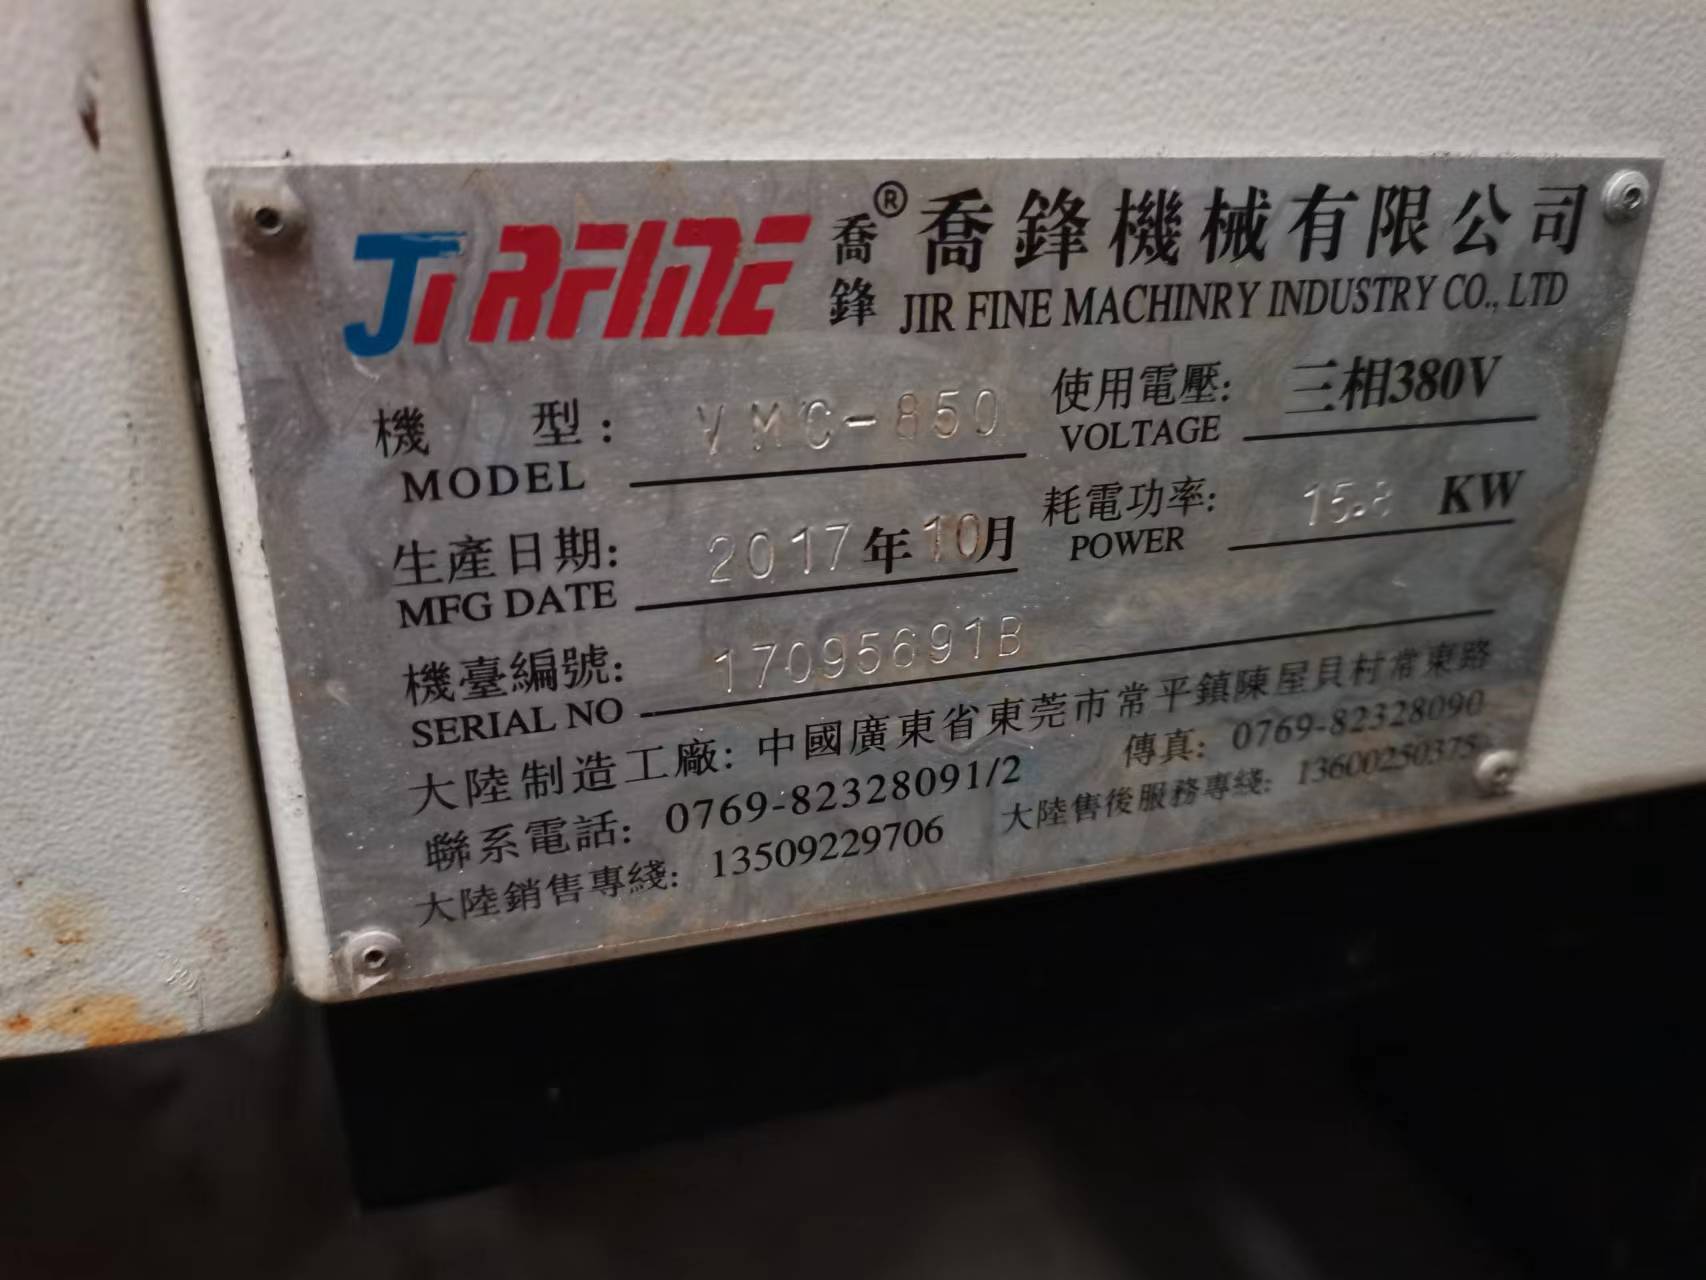 JIRFINE 喬鋒® 喬鋒機械有限公司
JIR FINE MACHINRY INDUSTRY CO., LTD
機型: VMC-850 使用電壓: 三相380V
MODEL VOLTAGE
生產日期: 2017年10月 耗電功率: 15.8 KW
MFG DATE POWER
機臺編號: 17095691B
SERIAL NO
大陸制造工廠: 中國廣東省東莞市常平鎮陳屋貝村常東路
聯系電話: 0769-82328091/2 傳真: 0769-82328090
大陸銷售專綫: 13509229706 大陸售後服務專綫: 13600250375